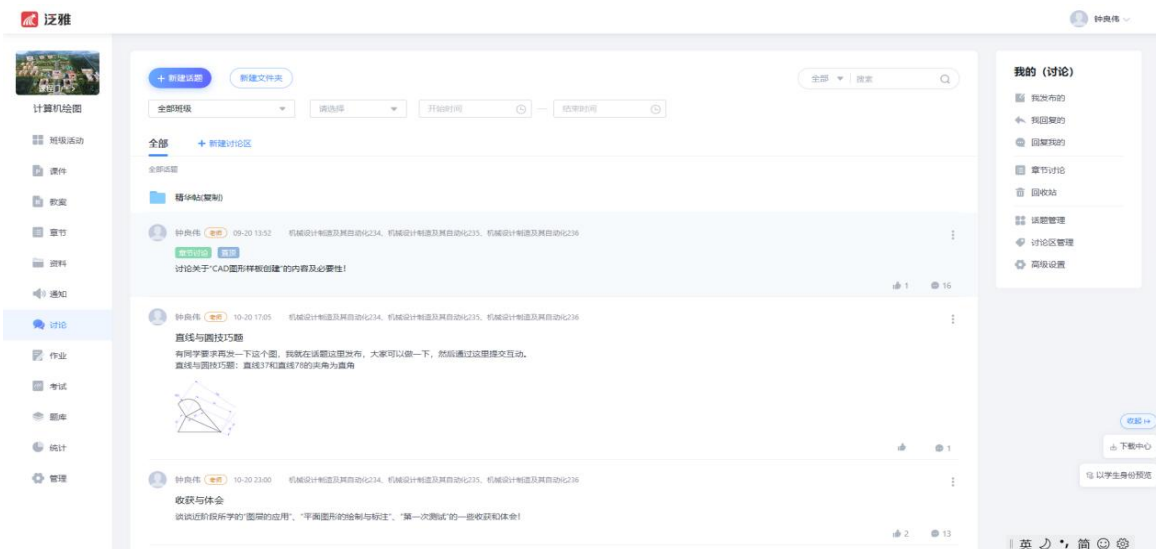 泛雅
钟良伟
计算机绘图
班级活动
课件
教案
章节
资料
通知
讨论
作业
考试
题库
统计
管理
+ 新建话题
新建文件夹
全部
搜索
全部班级
请选择
开始时间
—
结束时间
全部
+ 新建讨论区
全部话题
精华帖(复制)
钟良伟 老师 09-20 13:52 机械设计制造及其自动化234、机械设计制造及其自动化235、机械设计制造及其自动化236
章节讨论 置顶
讨论关于"CAD图形样板创建"的内容及必要性!
1 16
钟良伟 老师 10-20 17:05 机械设计制造及其自动化234、机械设计制造及其自动化235、机械设计制造及其自动化236
直线与圆技巧题
有同学要求再发一下这个图,我就在话题这里发布,大家可以做一下,然后通过这里提交互动。
直线与圆技巧题:直线37和直线78的夹角为直角
1
钟良伟 老师 10-20 23:00 机械设计制造及其自动化234、机械设计制造及其自动化235、机械设计制造及其自动化236
收获与体会
谈谈近阶段所学的"图层的应用"、"平面图形的绘制与标注"、"第一次测试"的一些收获和体会!
2 13
我的(讨论)
我发布的
我回复的
回复我的
章节讨论
回收站
话题管理
讨论区管理
高级设置
收起
下载中心
以学生身份预览
英 简